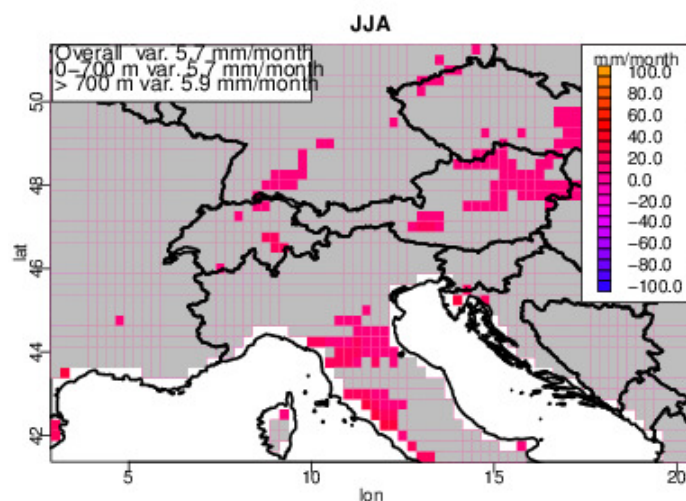 JJA
Overall var. 5.7 mm/month
0−700 m var. 5.7 mm/month
> 700 m var. 5.9 mm/month
mm/month
100.0
80.0
60.0
40.0
20.0
0.0
−20.0
−40.0
−60.0
−80.0
−100.0
50
48
46
44
42
lat
5
10
15
20
lon